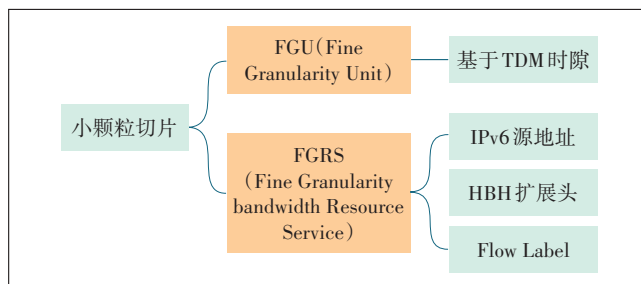 小颗粒切片
FGU(Fine
Granularity Unit)
基于TDM时隙
FGRS
(Fine Granularity
bandwidth Resource
Service)
IPv6源地址
HBH扩展头
Flow Label